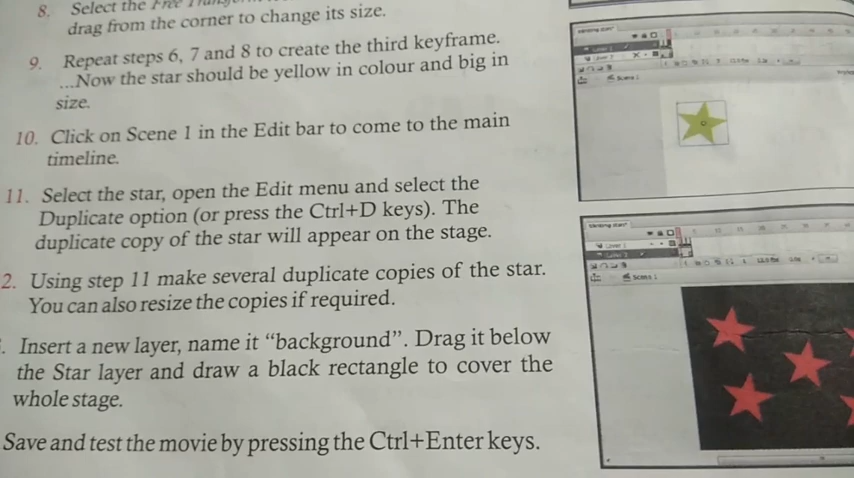 8. Select the Free
drag from the corner to change its size.
9. Repeat steps 6, 7 and 8 to create the third keyframe.
...Now the star should be yellow in colour and big in
size.
10. Click on Scene 1 in the Edit bar to come to the main
timeline.
11. Select the star, open the Edit menu and select the
Duplicate option (or press the Ctrl+D keys). The
duplicate copy of the star will appear on the stage.
2. Using step 11 make several duplicate copies of the star.
You can also resize the copies if required.
. Insert a new layer, name it “background”. Drag it below
the Star layer and draw a black rectangle to cover the
whole stage.
Save and test the movie by pressing the Ctrl+Enter keys.
Scene 1
Scene 1